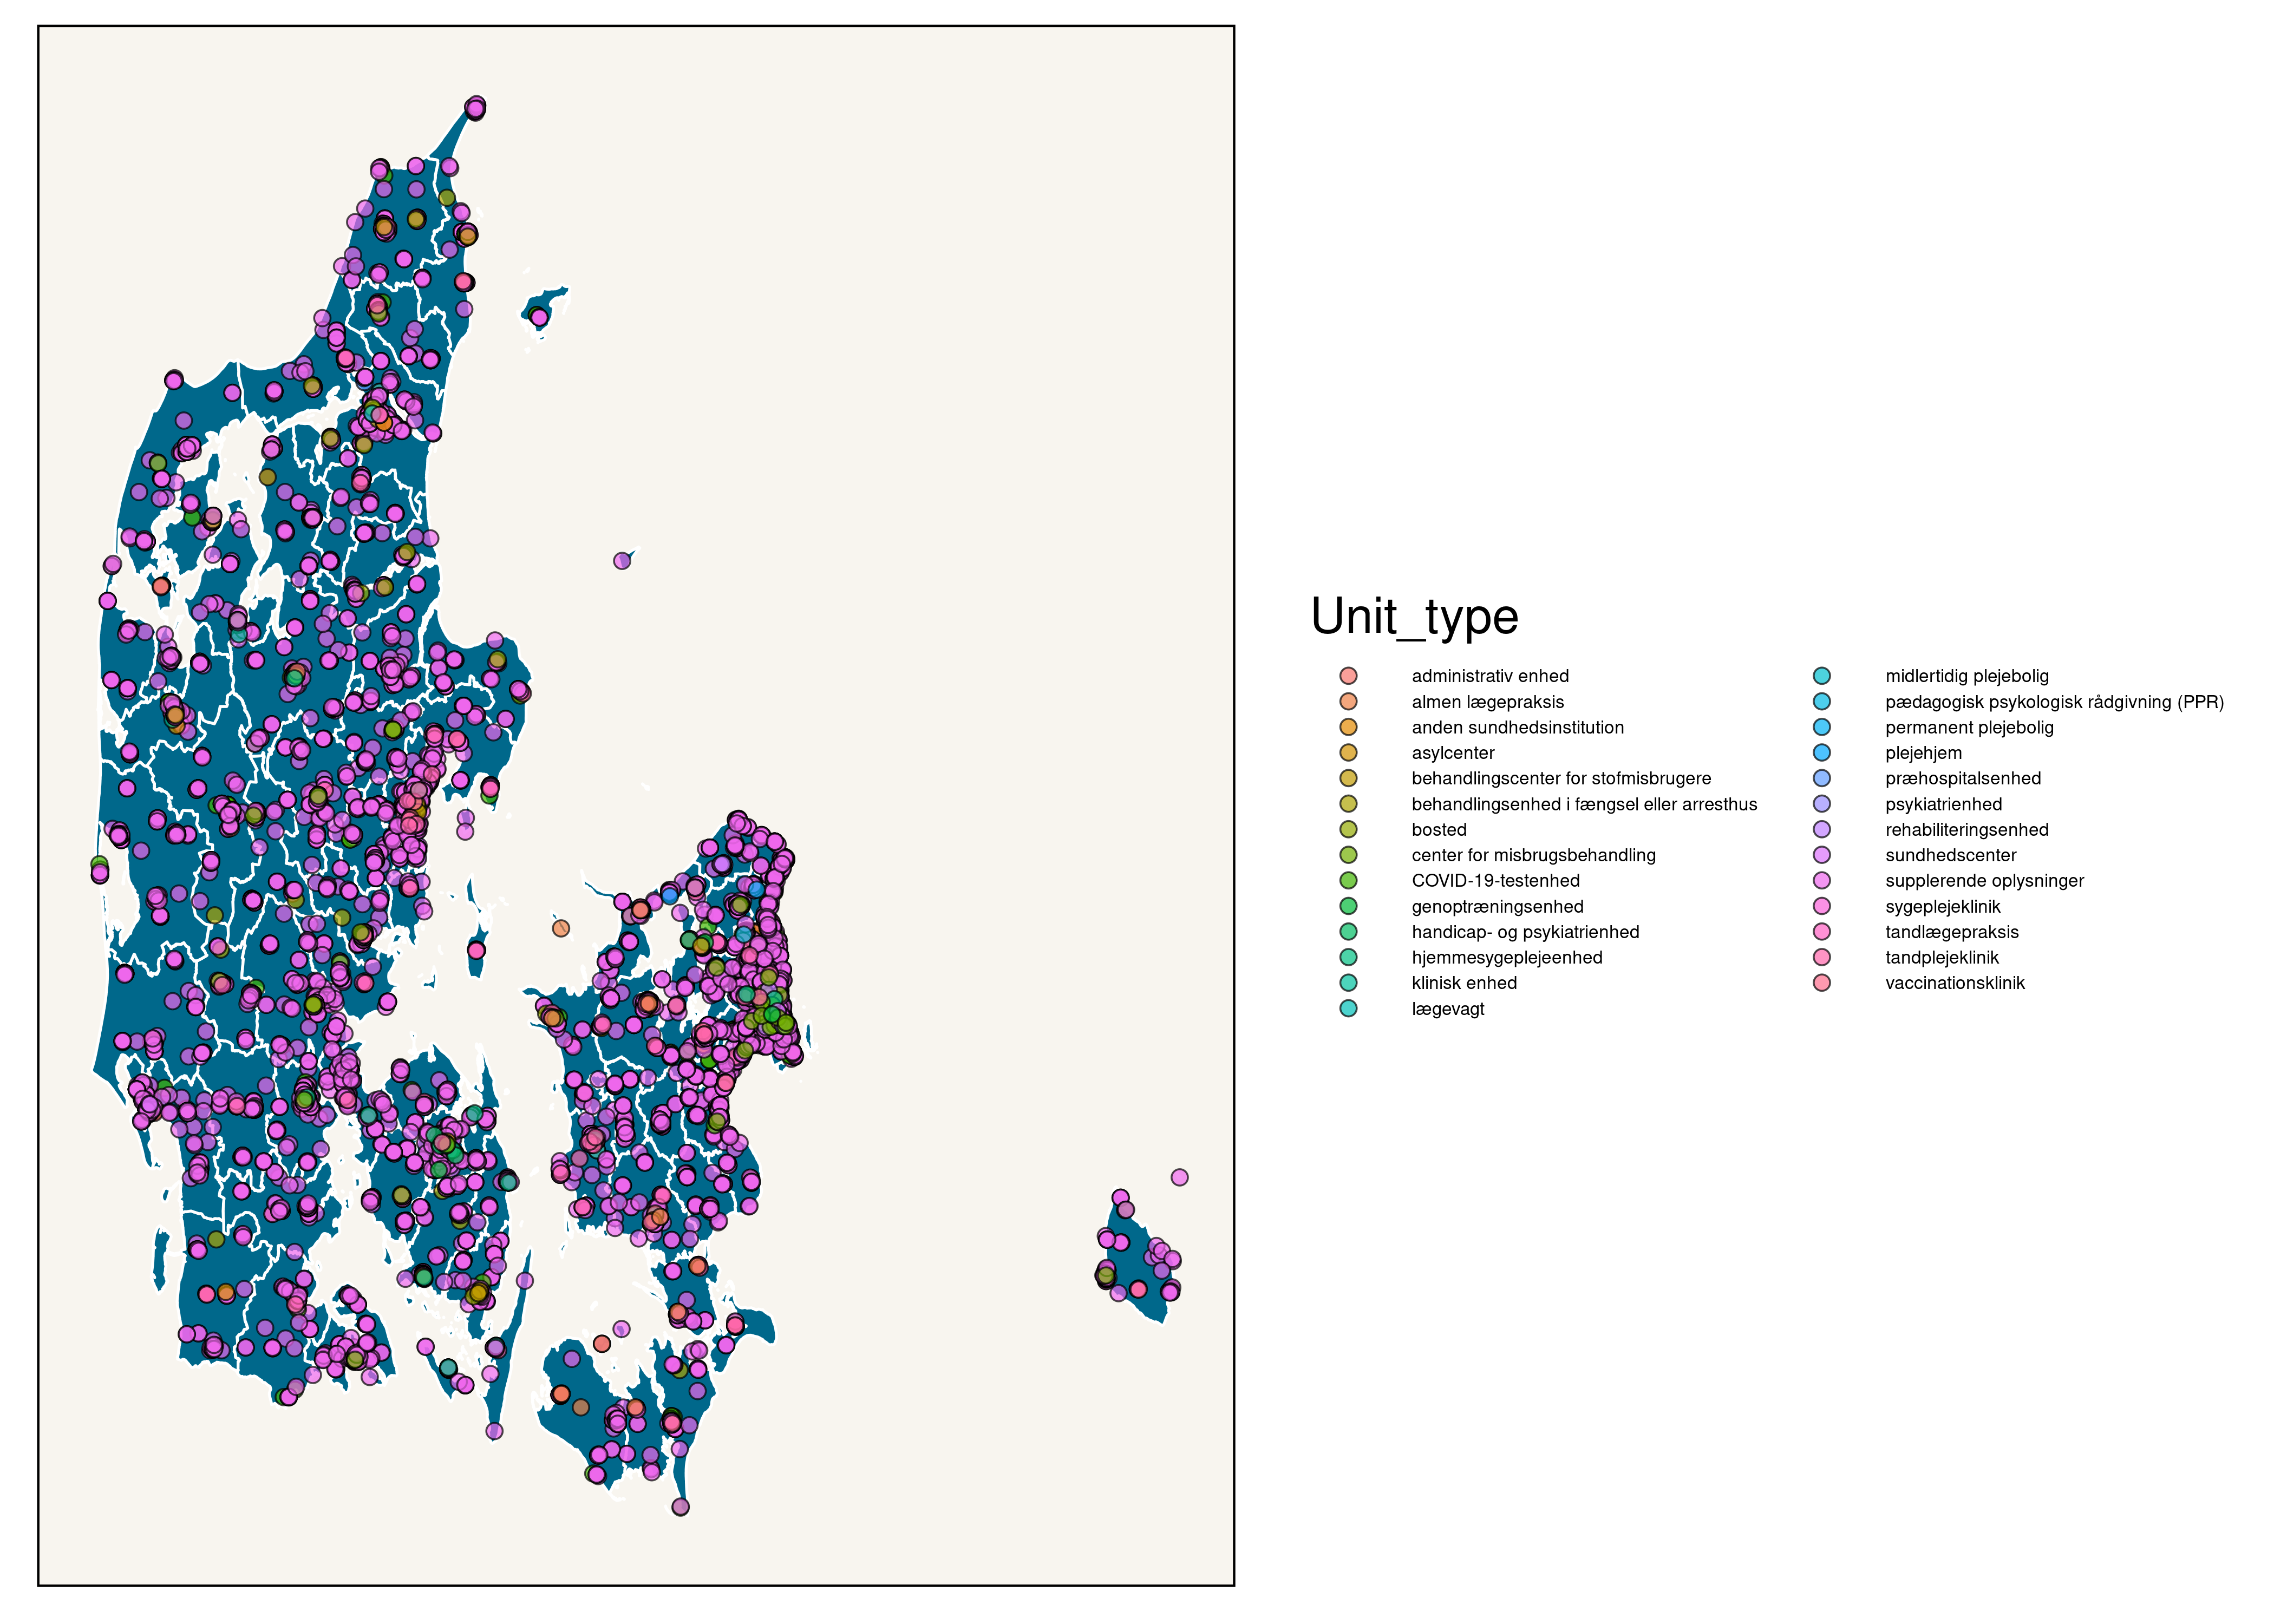 Unit_type
administrativ enhed
almen lægepraksis
anden sundhedsinstitution
asylcenter
behandlingscenter for stofmisbrugere
behandlingsenhed i fængsel eller arresthus
bosted
center for misbrugsbehandling
COVID-19-testenhed
genoptræningsenhed
handicap- og psykiatrienhed
hjemmesygeplejeenhed
klinisk enhed
lægevagt
midlertidig plejebolig
pædagogisk psykologisk rådgivning (PPR)
permanent plejebolig
plejehjem
præhospitalsenhed
psykiatrienhed
rehabiliteringsenhed
sundhedscenter
supplerende oplysninger
sygeplejeklinik
tandlægepraksis
tandplejeklinik
vaccinationsklinik